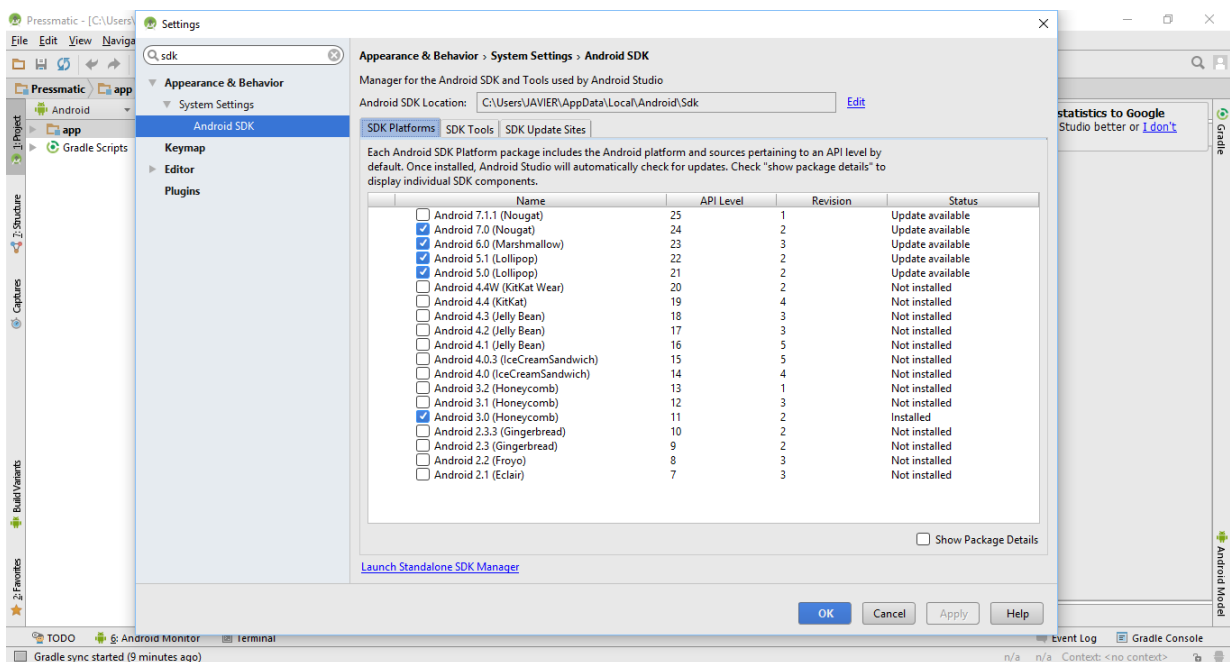 Pressmatic - [C:\Users\
Settings
File Edit View Naviga
sdk
Appearance & Behavior
System Settings
Android SDK
Keymap
Editor
Plugins
Pressmatic app
Android
app
Gradle Scripts
1: Project
7: Structure
Captures
Build Variants
2: Favorites
Appearance & Behavior › System Settings › Android SDK
Manager for the Android SDK and Tools used by Android Studio
Android SDK Location: C:\Users\JAVIER\AppData\Local\Android\Sdk Edit
SDK Platforms SDK Tools SDK Update Sites
Each Android SDK Platform package includes the Android platform and sources pertaining to an API level by
default. Once installed, Android Studio will automatically check for updates. Check "show package details" to
display individual SDK components.
Name API Level Revision Status
Android 7.1.1 (Nougat) 25 1 Update available
Android 7.0 (Nougat) 24 2 Update available
Android 6.0 (Marshmallow) 23 3 Update available
Android 5.1 (Lollipop) 22 2 Update available
Android 5.0 (Lollipop) 21 2 Update available
Android 4.4W (KitKat Wear) 20 2 Not installed
Android 4.4 (KitKat) 19 4 Not installed
Android 4.3 (Jelly Bean) 18 3 Not installed
Android 4.2 (Jelly Bean) 17 3 Not installed
Android 4.1 (Jelly Bean) 16 5 Not installed
Android 4.0.3 (IceCreamSandwich) 15 5 Not installed
Android 4.0 (IceCreamSandwich) 14 4 Not installed
Android 3.2 (Honeycomb) 13 1 Not installed
Android 3.1 (Honeycomb) 12 3 Not installed
Android 3.0 (Honeycomb) 11 2 Installed
Android 2.3.3 (Gingerbread) 10 2 Not installed
Android 2.3 (Gingerbread) 9 2 Not installed
Android 2.2 (Froyo) 8 3 Not installed
Android 2.1 (Eclair) 7 3 Not installed
Show Package Details
Launch Standalone SDK Manager
OK Cancel Apply Help
statistics to Google
Studio better or I don't
Gradle
Android Model
TODO 6: Android Monitor Terminal Event Log Gradle Console
Gradle sync started (9 minutes ago) n/a n/a Context: <no context>